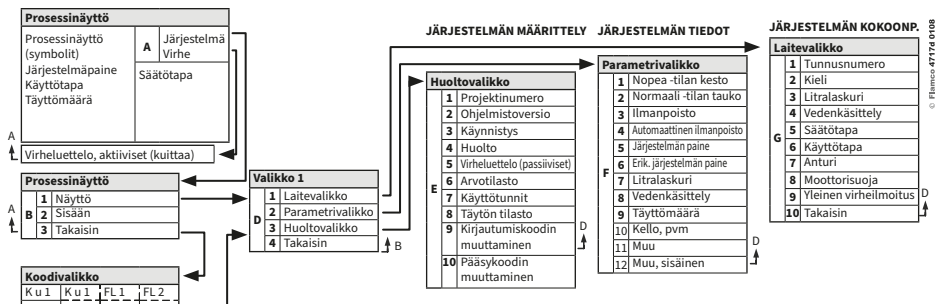 Prosessinäyttö
Prosessinäyttö
(symbolit)
Järjestelmäpaine
Käyttötapa
Täyttömäärä
A
Järjestelmä
Virhe
Säätötapa
A
Virheluettelo, aktiiviset (kuittaa)
Prosessinäyttö
A
B
1 Näyttö
2 Sisään
3 Takaisin
Koodivalikko
K u 1 K u 1 FL 1 FL 2
Valikko 1
D
1 Laitevalikko
2 Parametrivalikko
3 Huoltovalikko
4 Takaisin
B
JÄRJESTELMÄN MÄÄRITTELY
Huoltovalikko
E
1 Projektinumero
2 Ohjelmistoversio
3 Käynnistys
4 Huolto
5 Virheluettelo (passiiviset)
6 Arvotilasto
7 Käyttötunnit
8 Täytön tilasto
9 Kirjautumiskoodin
muuttaminen
10 Pääsykoodin
muuttaminen
D
JÄRJESTELMÄN TIEDOT
Parametrivalikko
F
1 Nopea -tilan kesto
2 Normaali -tilan tauko
3 Ilmanpoisto
4 Automaattinen ilmanpoisto
5 Järjestelmän paine
6 Erik. järjestelmän paine
7 Litralaskuri
8 Vedenkäsittely
9 Täyttömäärä
10 Kello, pvm
11 Muu
12 Muu, sisäinen
D
JÄRJESTELMÄN KOKOONP.
Laitevalikko
G
1 Tunnusnumero
2 Kieli
3 Litralaskuri
4 Vedenkäsittely
5 Säätötapa
6 Käyttötapa
7 Anturi
8 Moottorisuoja
9 Yleinen virheilmoitus
10 Takaisin
D
© Flamco 4717d 0108